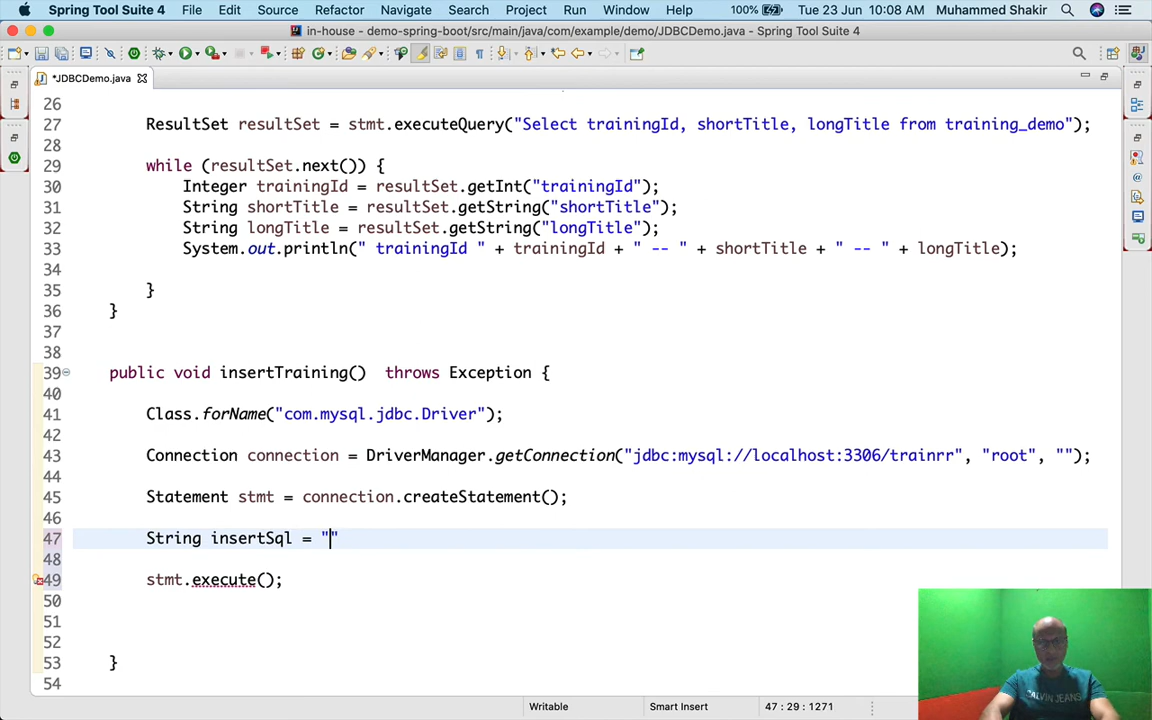 Spring Tool Suite 4 File Edit Source Refactor Navigate Search Project Run Window Help 100% Tue 23 Jun 10:08 AM Muhammed Shakir
in-house - demo-spring-boot/src/main/java/com/example/demo/JDBCDemo.java - Spring Tool Suite 4
*JDBCDemo.java
26
27 ResultSet resultSet = stmt.executeQuery("Select trainingId, shortTitle, longTitle from training_demo");
28
29 while (resultSet.next()) {
30 Integer trainingId = resultSet.getInt("trainingId");
31 String shortTitle = resultSet.getString("shortTitle");
32 String longTitle = resultSet.getString("longTitle");
33 System.out.println(" trainingId " + trainingId + " -- " + shortTitle + " -- " + longTitle);
34
35 }
36 }
37
38
39 public void insertTraining() throws Exception {
40
41 Class.forName("com.mysql.jdbc.Driver");
42
43 Connection connection = DriverManager.getConnection("jdbc:mysql://localhost:3306/trainrr", "root", "");
44
45 Statement stmt = connection.createStatement();
46
47 String insertSql = ""
48
49 stmt.execute();
50
51
52
53 }
54
Writable Smart Insert 47 : 29 : 1271
CALVIN JEANS